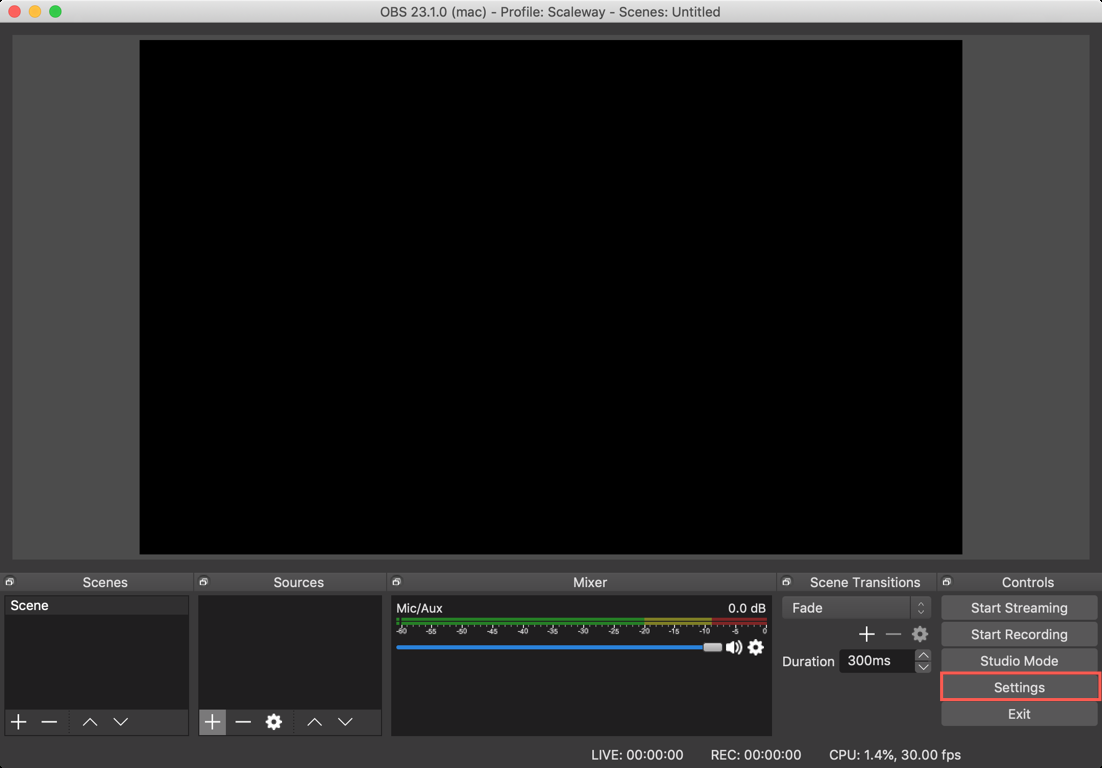 OBS 23.1.0 (mac) - Profile: Scaleway - Scenes: Untitled
Scenes
Sources
Mixer
Scene Transitions
Controls
Scene
Mic/Aux
0.0 dB
-60 -55 -50 -45 -40 -35 -30 -25 -20 -15 -10 -5 0
Fade
Duration
300ms
Start Streaming
Start Recording
Studio Mode
Settings
Exit
LIVE: 00:00:00
REC: 00:00:00
CPU: 1.4%, 30.00 fps